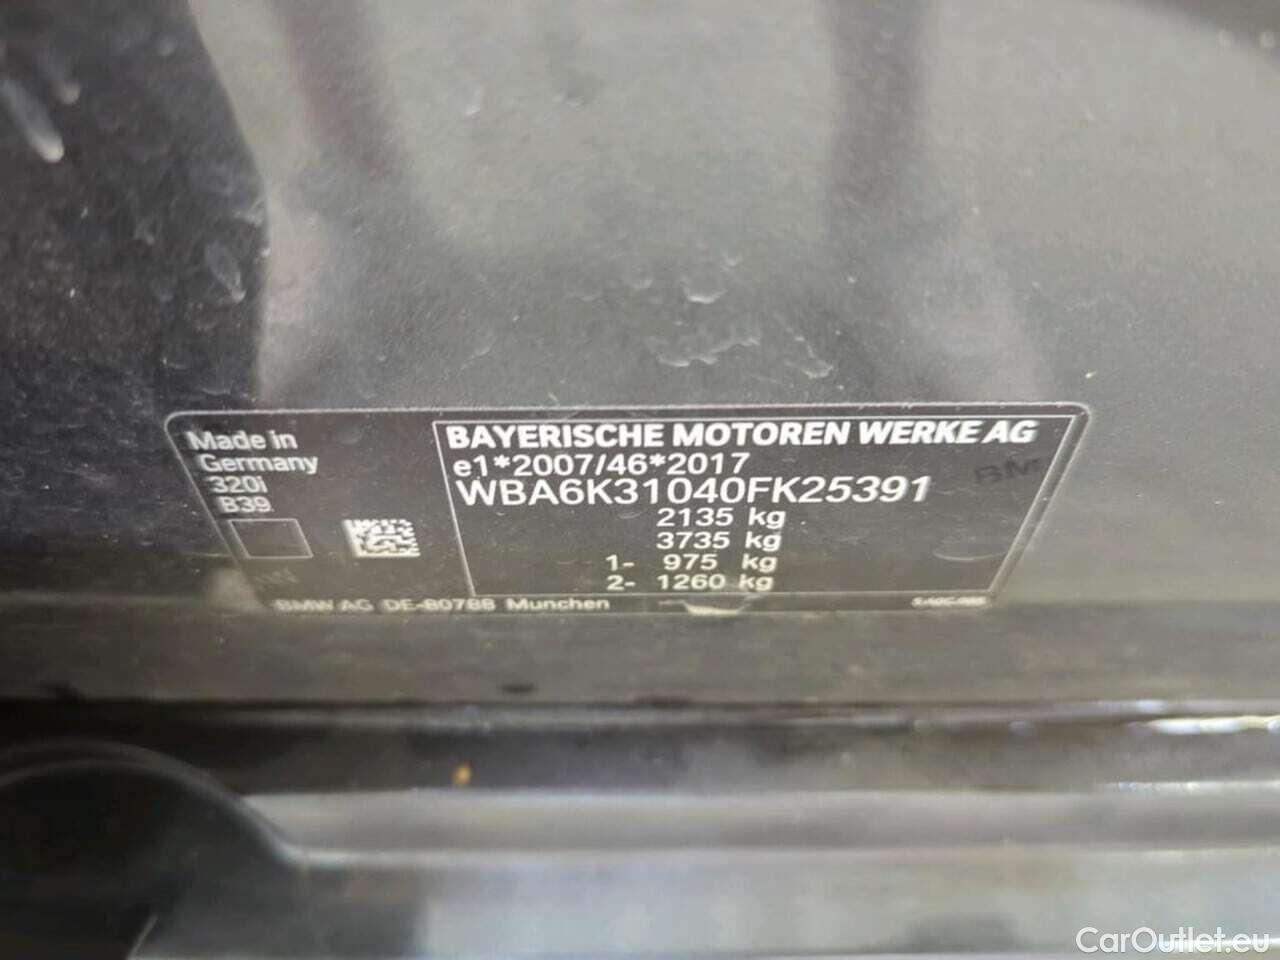 Made in
Germany
320i
B39
BAYERISCHE MOTOREN WERKE AG
e1*2007/46*2017
WBA6K31040FK25391
2135 kg
3735 kg
1- 975 kg
2- 1260 kg
BMW AG DE-80788 Munchen
CarOutlet.eu